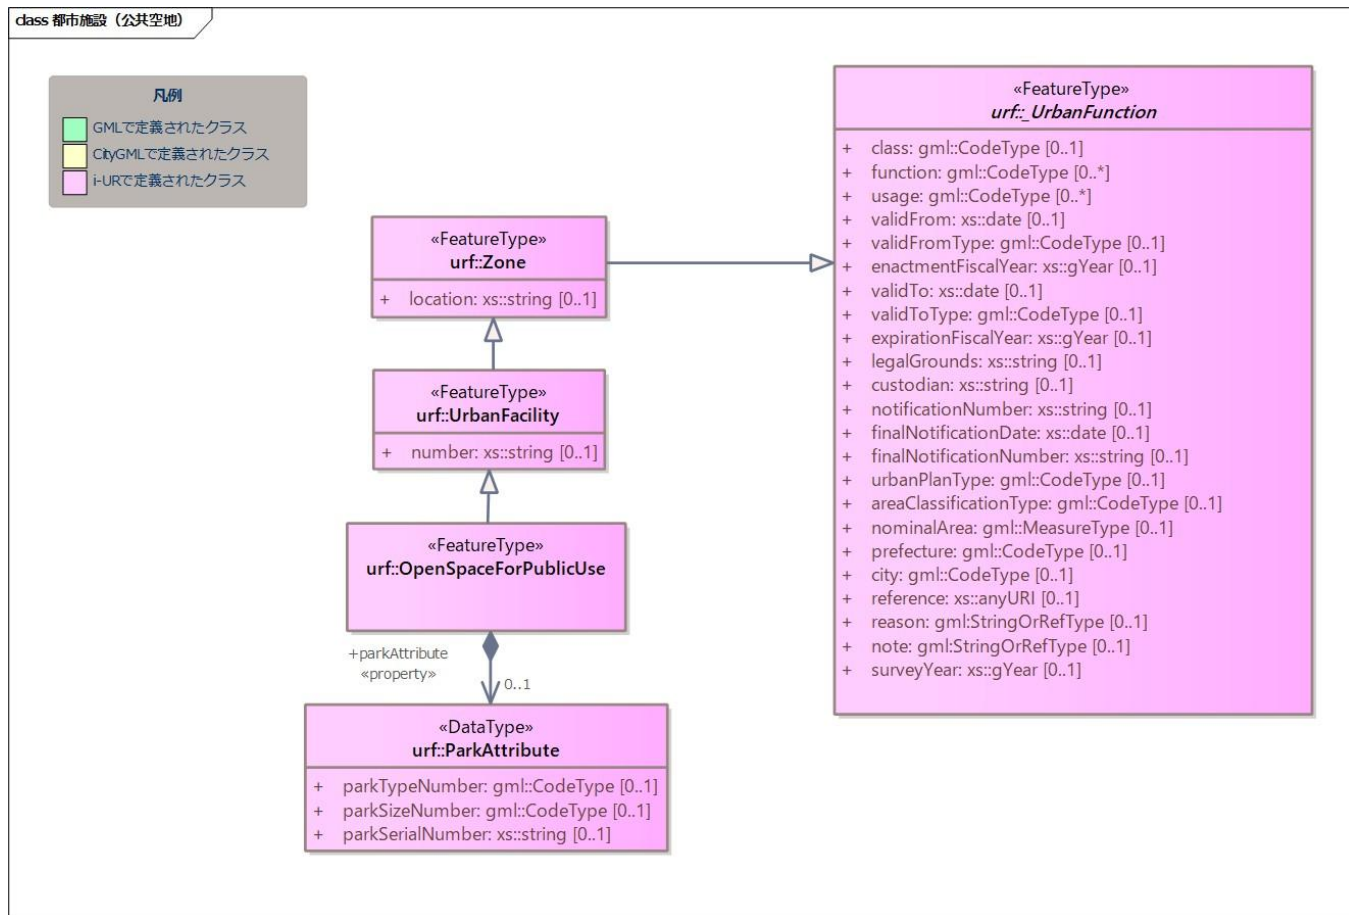 class 都市施設（公共空地）
凡例
GMLで定義されたクラス
CityGMLで定義されたクラス
i-URで定義されたクラス
«FeatureType»
urf::_UrbanFunction
+ class: gml::CodeType [0..1]
+ function: gml::CodeType [0..*]
+ usage: gml::CodeType [0..*]
+ validFrom: xs::date [0..1]
+ validFromType: gml::CodeType [0..1]
+ enactmentFiscalYear: xs::gYear [0..1]
+ validTo: xs::date [0..1]
+ validToType: gml::CodeType [0..1]
+ expirationFiscalYear: xs::gYear [0..1]
+ legalGrounds: xs::string [0..1]
+ custodian: xs::string [0..1]
+ notificationNumber: xs::string [0..1]
+ finalNotificationDate: xs::date [0..1]
+ finalNotificationNumber: xs::string [0..1]
+ urbanPlanType: gml::CodeType [0..1]
+ areaClassificationType: gml::CodeType [0..1]
+ nominalArea: gml::MeasureType [0..1]
+ prefecture: gml::CodeType [0..1]
+ city: gml::CodeType [0..1]
+ reference: xs::anyURI [0..1]
+ reason: gml:StringOrRefType [0..1]
+ note: gml:StringOrRefType [0..1]
+ surveyYear: xs::gYear [0..1]
«FeatureType»
urf::Zone
+ location: xs::string [0..1]
«FeatureType»
urf::UrbanFacility
+ number: xs::string [0..1]
«FeatureType»
urf::OpenSpaceForPublicUse
+parkAttribute
«property»
0..1
«DataType»
urf::ParkAttribute
+ parkTypeNumber: gml::CodeType [0..1]
+ parkSizeNumber: gml::CodeType [0..1]
+ parkSerialNumber: xs::string [0..1]